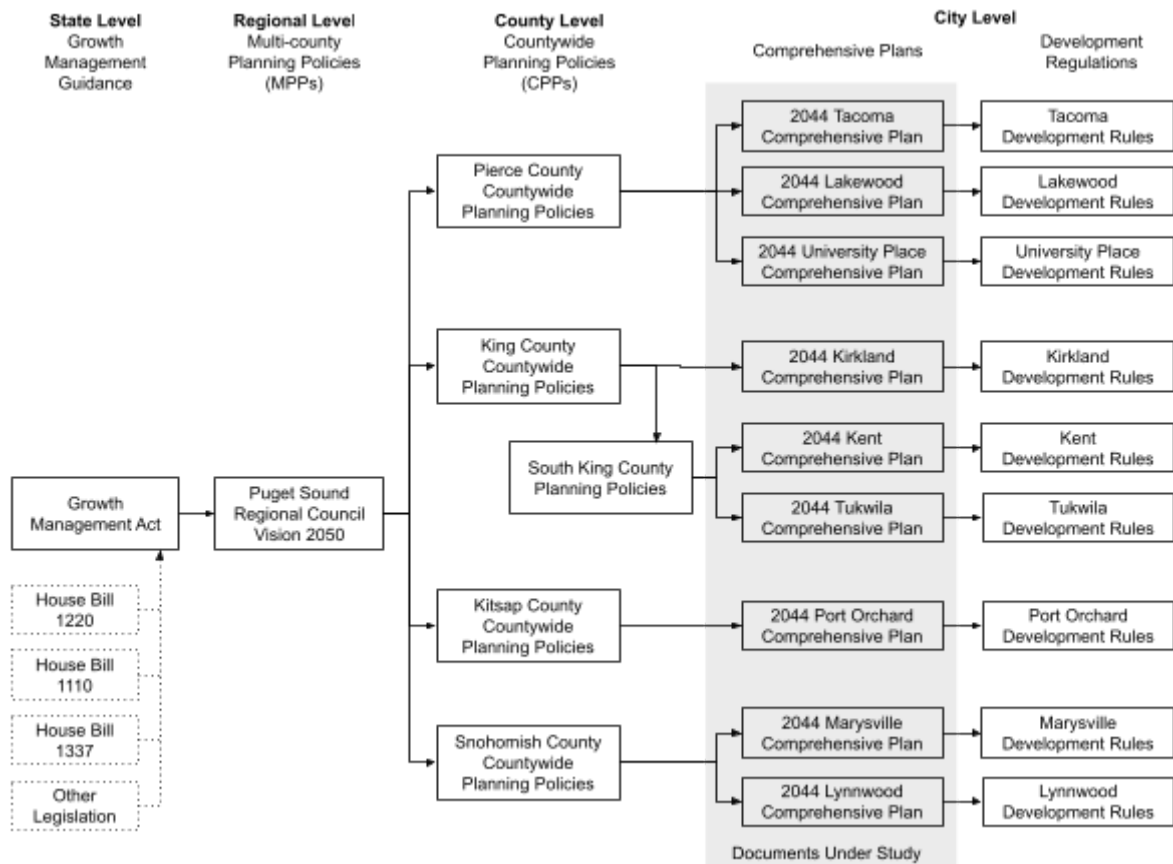 State Level
Growth
Management
Guidance
Regional Level
Multi-county
Planning Policies
(MPPs)
County Level
Countywide
Planning Policies
(CPPs)
City Level
Comprehensive Plans
Development
Regulations
Growth
Management Act
House Bill
1220
House Bill
1110
House Bill
1337
Other
Legislation
Puget Sound
Regional Council
Vision 2050
Pierce County
Countywide
Planning Policies
2044 Tacoma
Comprehensive Plan
Tacoma
Development Rules
2044 Lakewood
Comprehensive Plan
Lakewood
Development Rules
2044 University Place
Comprehensive Plan
University Place
Development Rules
King County
Countywide
Planning Policies
2044 Kirkland
Comprehensive Plan
Kirkland
Development Rules
South King County
Planning Policies
2044 Kent
Comprehensive Plan
Kent
Development Rules
2044 Tukwila
Comprehensive Plan
Tukwila
Development Rules
Kitsap County
Countywide
Planning Policies
2044 Port Orchard
Comprehensive Plan
Port Orchard
Development Rules
Snohomish County
Countywide
Planning Policies
2044 Marysville
Comprehensive Plan
Marysville
Development Rules
2044 Lynnwood
Comprehensive Plan
Lynnwood
Development Rules
Documents Under Study